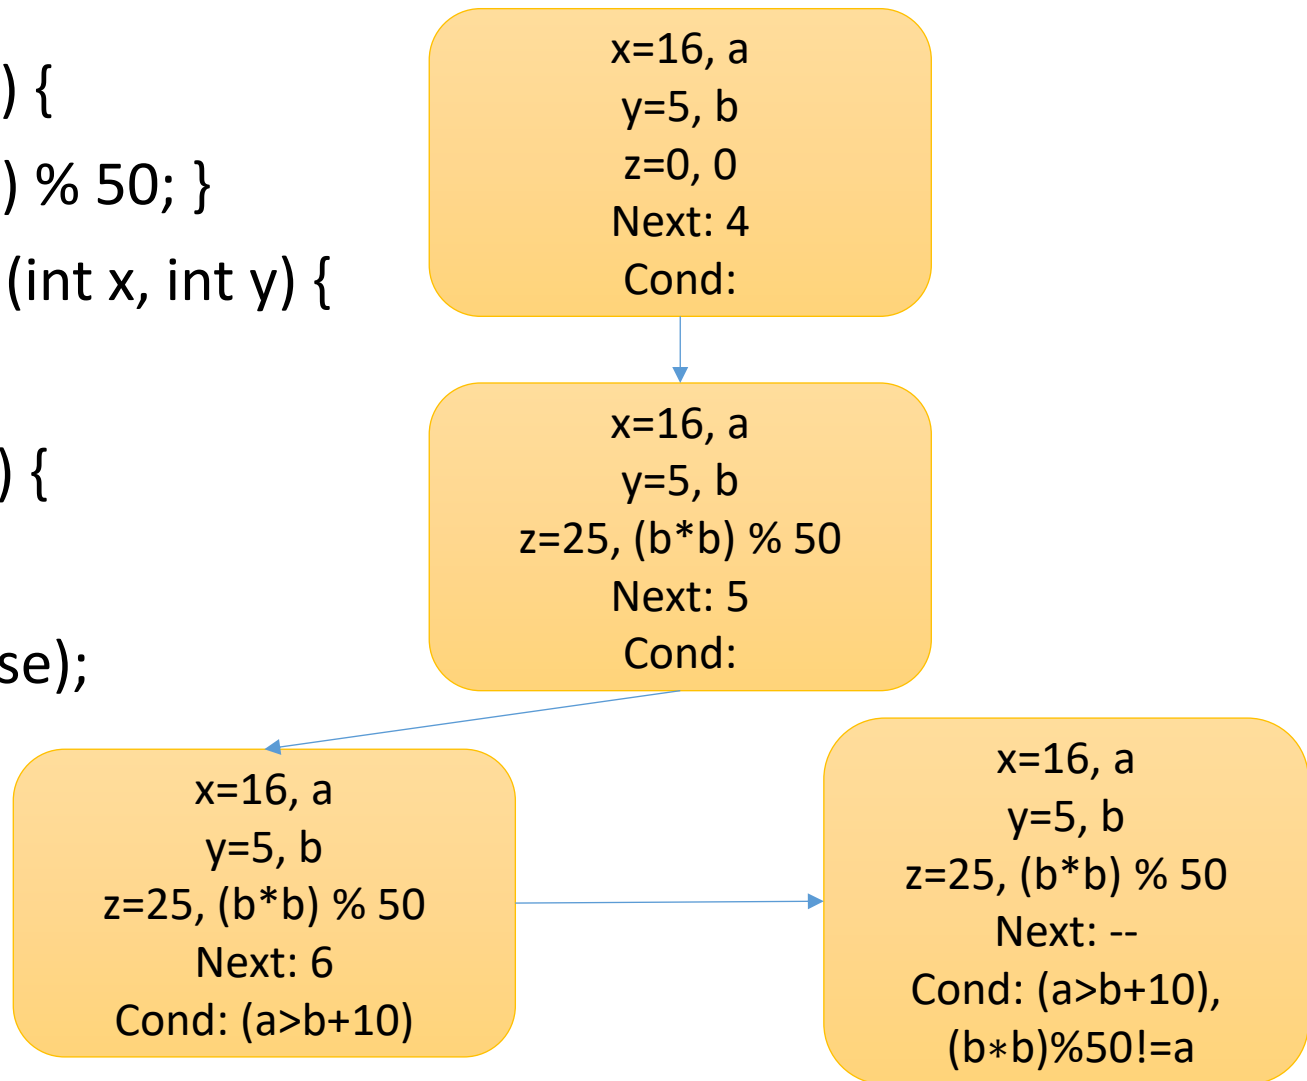 ) {
) % 50; }
(int x, int y) {
) {
se);
x=16, a
y=5, b
z=0, 0
Next: 4
Cond:
x=16, a
y=5, b
z=25, (b*b) % 50
Next: 5
Cond:
x=16, a
y=5, b
z=25, (b*b) % 50
Next: 6
Cond: (a>b+10)
x=16, a
y=5, b
z=25, (b*b) % 50
Next: --
Cond: (a>b+10),
(b∗b)%50!=a